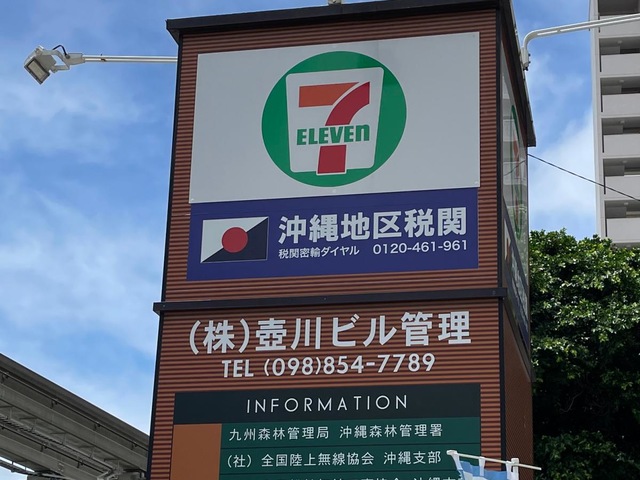 7
ELEVEN
沖縄地区税関
税関密輸ダイヤル 0120-461-961
(株)壺川ビル管理
TEL (098)854-7789
INFORMATION
九州森林管理局 沖縄森林管理署
(社) 全国陸上無線協会 沖縄支部